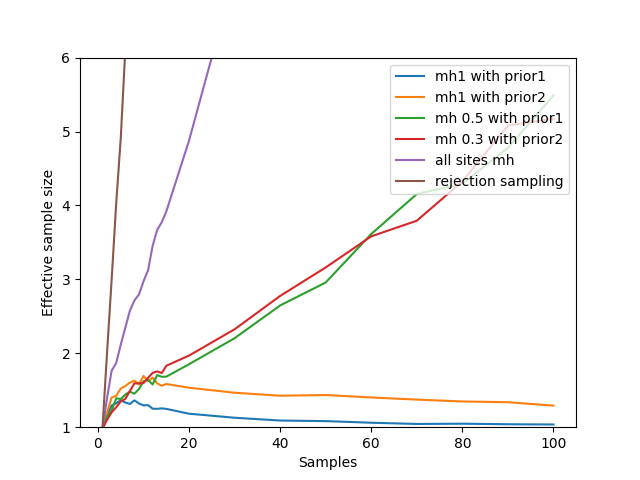 6
5
4
3
2
1
Effective sample size
0
20
40
60
80
100
Samples
mh1 with prior1
mh1 with prior2
mh 0.5 with prior1
mh 0.3 with prior2
all sites mh
rejection sampling